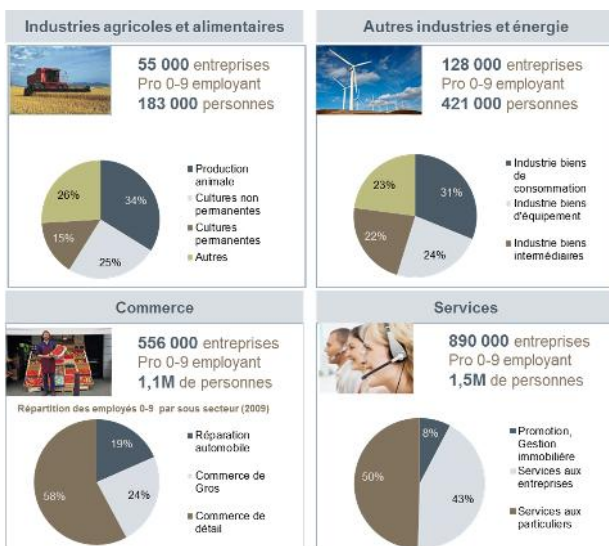 Industries agricoles et alimentaires
55 000 entreprises
Pro 0-9 employant
183 000 personnes
34%
25%
15%
26%
Production
animale
Cultures non
permanentes
Cultures
permanentes
Autres
Autres industries et énergie
128 000 entreprises
Pro 0-9 employant
421 000 personnes
31%
24%
22%
23%
Industrie biens
de
consommation
Industrie biens
d'équipement
Industrie biens
intermédiaires
Commerce
556 000 entreprises
Pro 0-9 employant
1,1M de personnes
Répartition des employés 0-9 par sous secteur (2009)
19%
24%
58%
Réparation
automobile
Commerce de
Gros
Commerce de
détail
Services
890 000 entreprises
Pro 0-9 employant
1,5M de personnes
8%
43%
50%
Promotion,
Gestion
immobilière
Services aux
entreprises
Services aux
particuliers